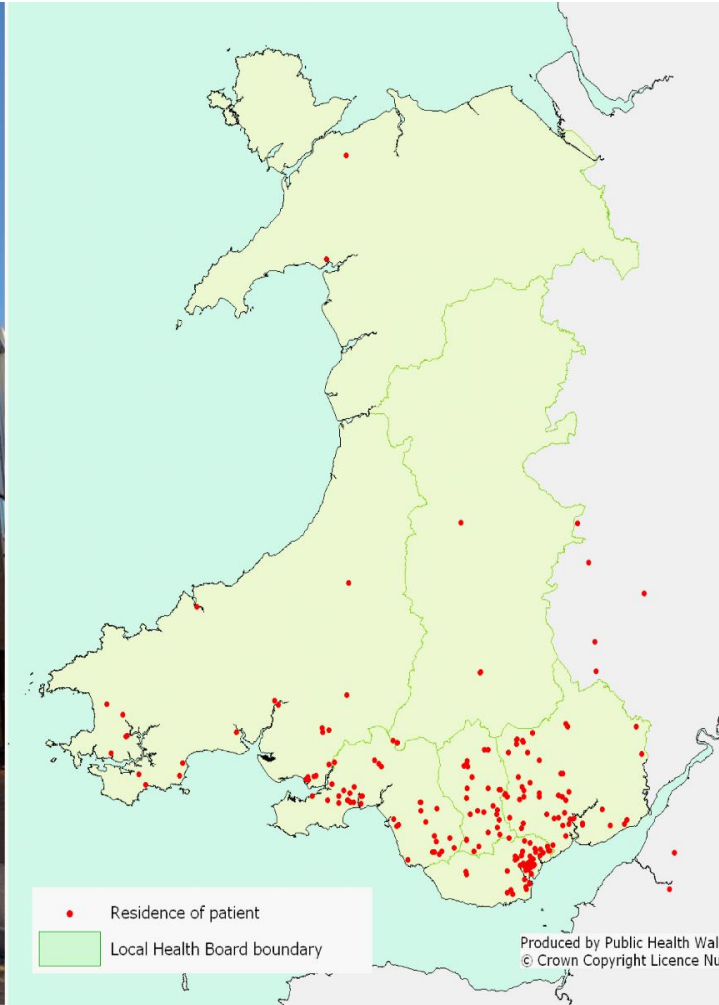 Residence of patient
Local Health Board boundary
Produced by Public Health Wal
© Crown Copyright Licence Nu